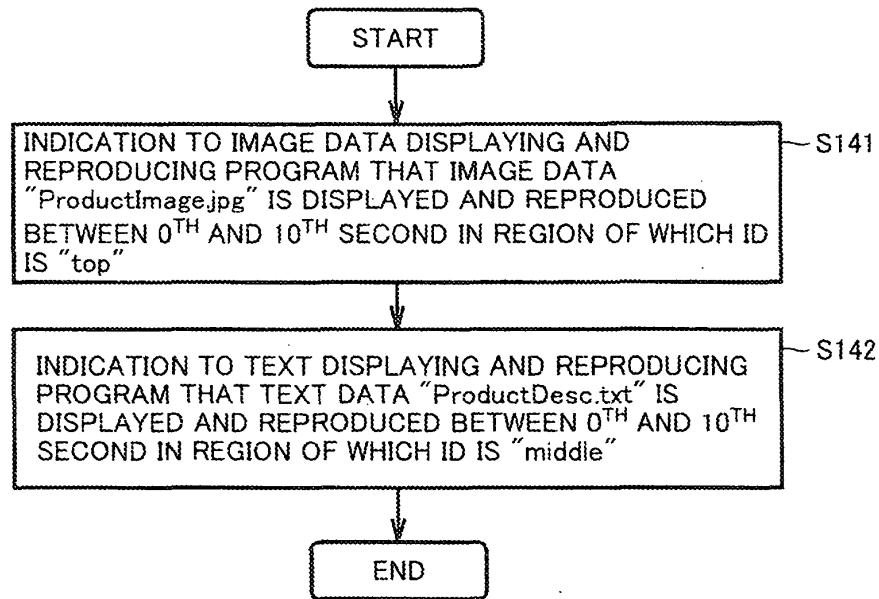 START
INDICATION TO IMAGE DATA DISPLAYING AND
REPRODUCING PROGRAM THAT IMAGE DATA
"ProductImage.jpg" IS DISPLAYED AND REPRODUCED
BETWEEN 0TH AND 10TH SECOND IN REGION OF WHICH ID
IS "top"
S141
INDICATION TO TEXT DISPLAYING AND REPRODUCING
PROGRAM THAT TEXT DATA "ProductDesc.txt" IS
DISPLAYED AND REPRODUCED BETWEEN 0TH AND 10TH
SECOND IN REGION OF WHICH ID IS "middle"
S142
END